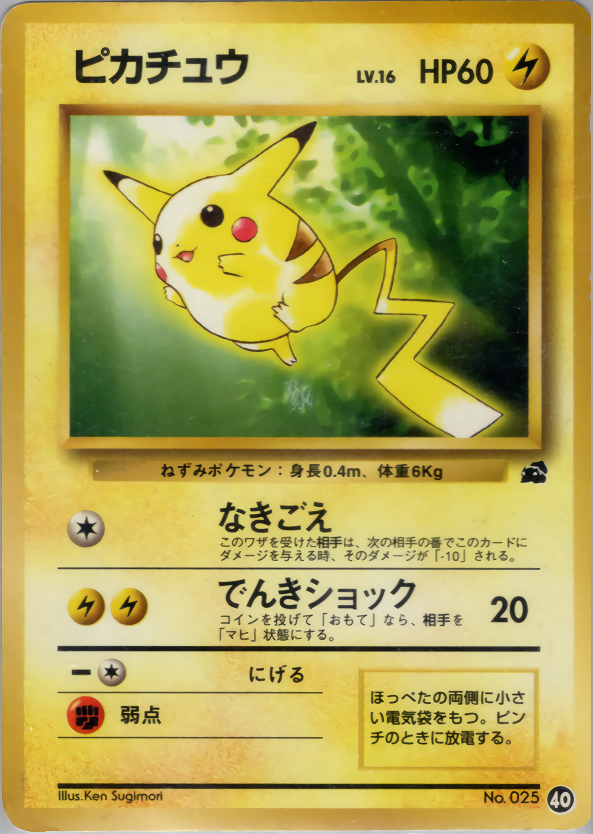 ピカチュウ LV.16 HP60
ねずみポケモン：身長0.4m、体重6Kg
なきごえ
このワザを受けた相手は、次の相手の番でこのカードに
ダメージを与える時、そのダメージが「-10」される。
でんきショック 20
コインを投げて「おもて」なら、相手を
「マヒ」状態にする。
にげる
弱点
ほっぺたの両側に小さ
い電気袋をもつ。ピン
チのときに放電する。
Illus.Ken Sugimori No. 025 40